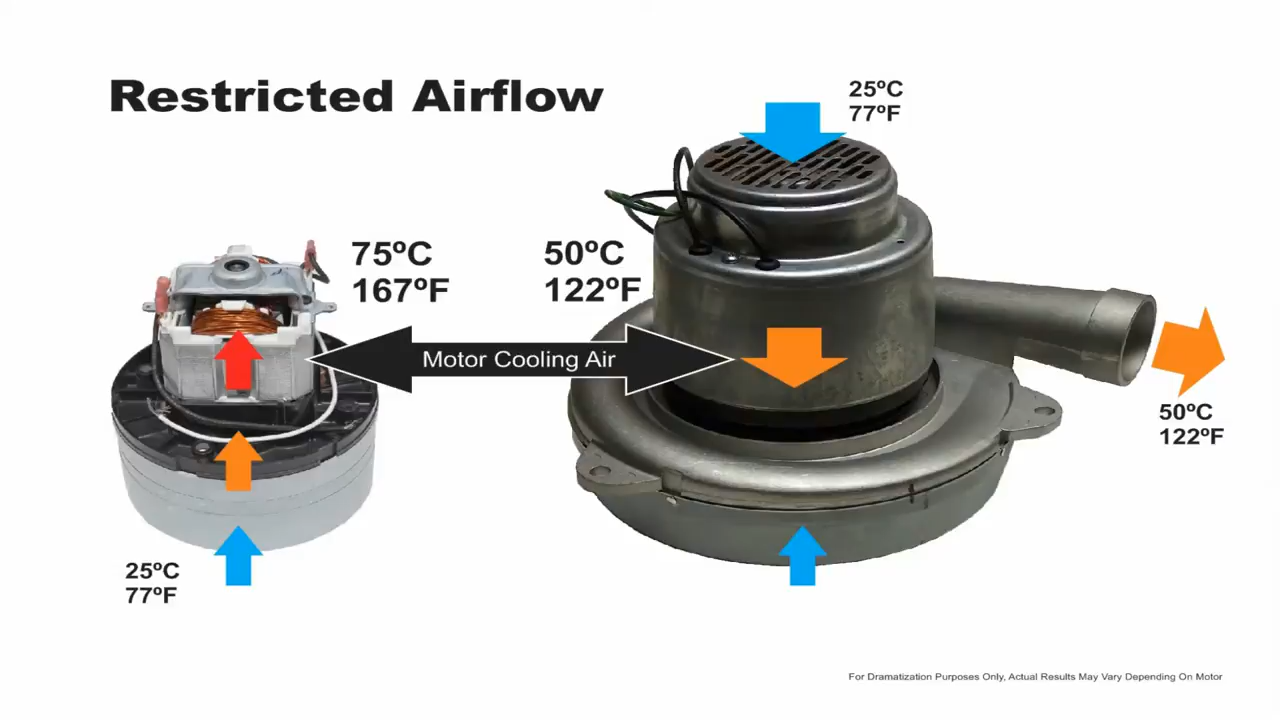 Restricted Airflow
25ºC
77ºF
75ºC
167ºF
50ºC
122ºF
Motor Cooling Air
50ºC
122ºF
25ºC
77ºF
For Dramatization Purposes Only, Actual Results May Vary Depending On Motor